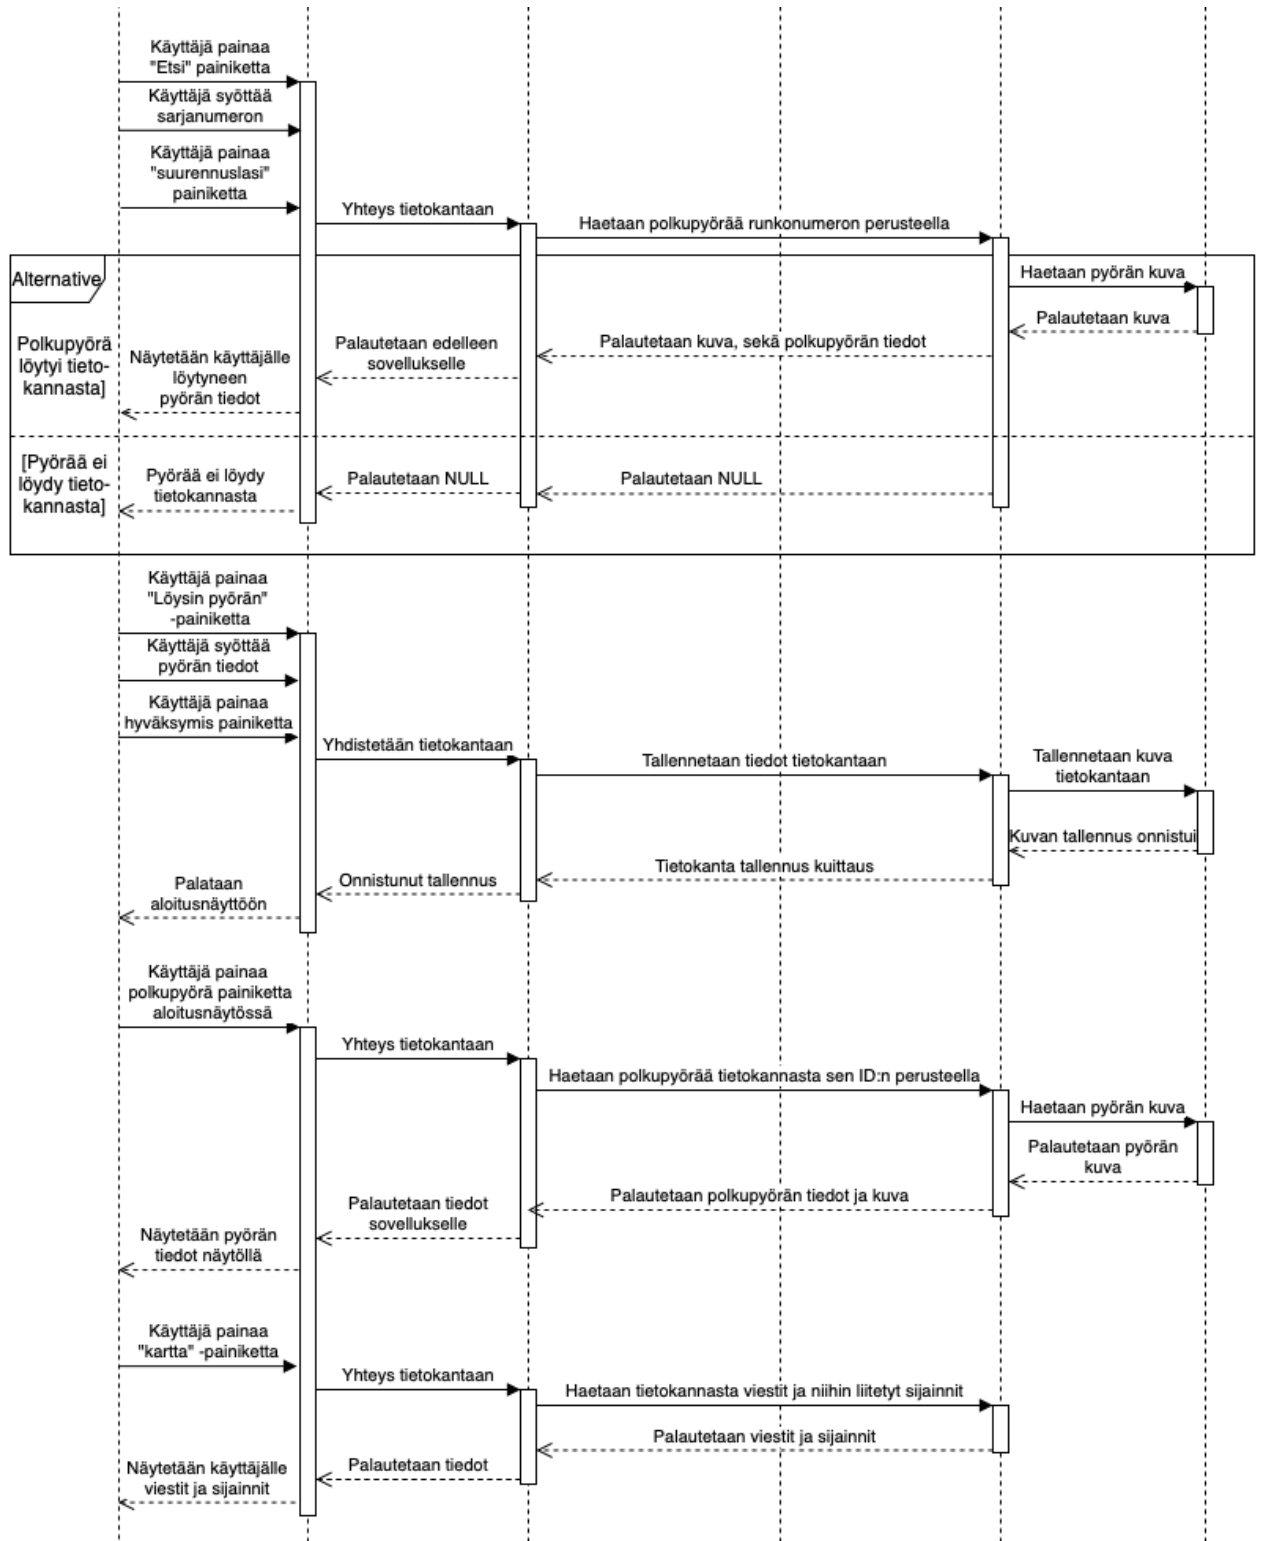 Käyttäjä painaa
"Etsi" painiketta
Käyttäjä syöttää
sarjanumeron
Käyttäjä painaa
"suurennuslasi"
painiketta
Yhteys tietokantaan
Haetaan polkupyörää runkonumeron perusteella
Alternative
Haetaan pyörän kuva
Palautetaan kuva
Polkupyörä
löytyi tieto-
kannasta]
Palautetaan kuva, sekä polkupyörän tiedot
Palautetaan edelleen
sovellukselle
Näytetään käyttäjälle
löytyneen
pyörän tiedot
[Pyörää ei
löydy tieto-
kannasta]
Palautetaan NULL
Palautetaan NULL
Pyörää ei löydy
tietokannasta
Käyttäjä painaa
"Löysin pyörän"
-painiketta
Käyttäjä syöttää
pyörän tiedot
Käyttäjä painaa
hyväksymis painiketta
Yhdistetään tietokantaan
Tallennetaan tiedot tietokantaan
Tallennetaan kuva
tietokantaan
Kuvan tallennus onnistui
Tietokanta tallennus kuittaus
Onnistunut tallennus
Palataan
aloitusnäyttöön
Käyttäjä painaa
polkupyörä painiketta
aloitusnäytössä
Yhteys tietokantaan
Haetaan polkupyörää tietokannasta sen ID:n perusteella
Haetaan pyörän kuva
Palautetaan pyörän
kuva
Palautetaan polkupyörän tiedot ja kuva
Palautetaan tiedot
sovellukselle
Näytetään pyörän
tiedot näytöllä
Käyttäjä painaa
"kartta" -painiketta
Yhteys tietokantaan
Haetaan tietokannasta viestit ja niihin liitetyt sijainnit
Palautetaan viestit ja sijainnit
Palautetaan tiedot
Näytetään käyttäjälle
viestit ja sijainnit